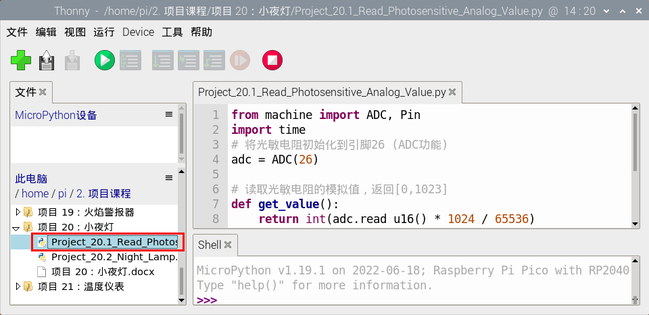 Thonny - /home/pi/2. 项目课程/项目 20：小夜灯/Project_20.1_Read_Photosensitive_Analog_Value.py @ 14 : 20
文件 编辑 视图 运行 Device 工具 帮助
文件
MicroPython设备
此电脑
/ home / pi / 2. 项目课程
项目 19：火焰警报器
项目 20：小夜灯
Project_20.1_Read_Photos
Project_20.2_Night_Lamp.
项目 20：小夜灯.docx
项目 21：温度仪表
Project_20.1_Read_Photosensitive_Analog_Value.py
1 from machine import ADC, Pin
2 import time
3 # 将光敏电阻初始化到引脚26 (ADC功能)
4 adc = ADC(26)
5
6 # 读取光敏电阻的模拟值，返回[0,1023]
7 def get_value():
8 return int(adc.read_u16() * 1024 / 65536)
Shell
MicroPython v1.19.1 on 2022-06-18; Raspberry Pi Pico with RP2040
Type "help()" for more information.
>>>